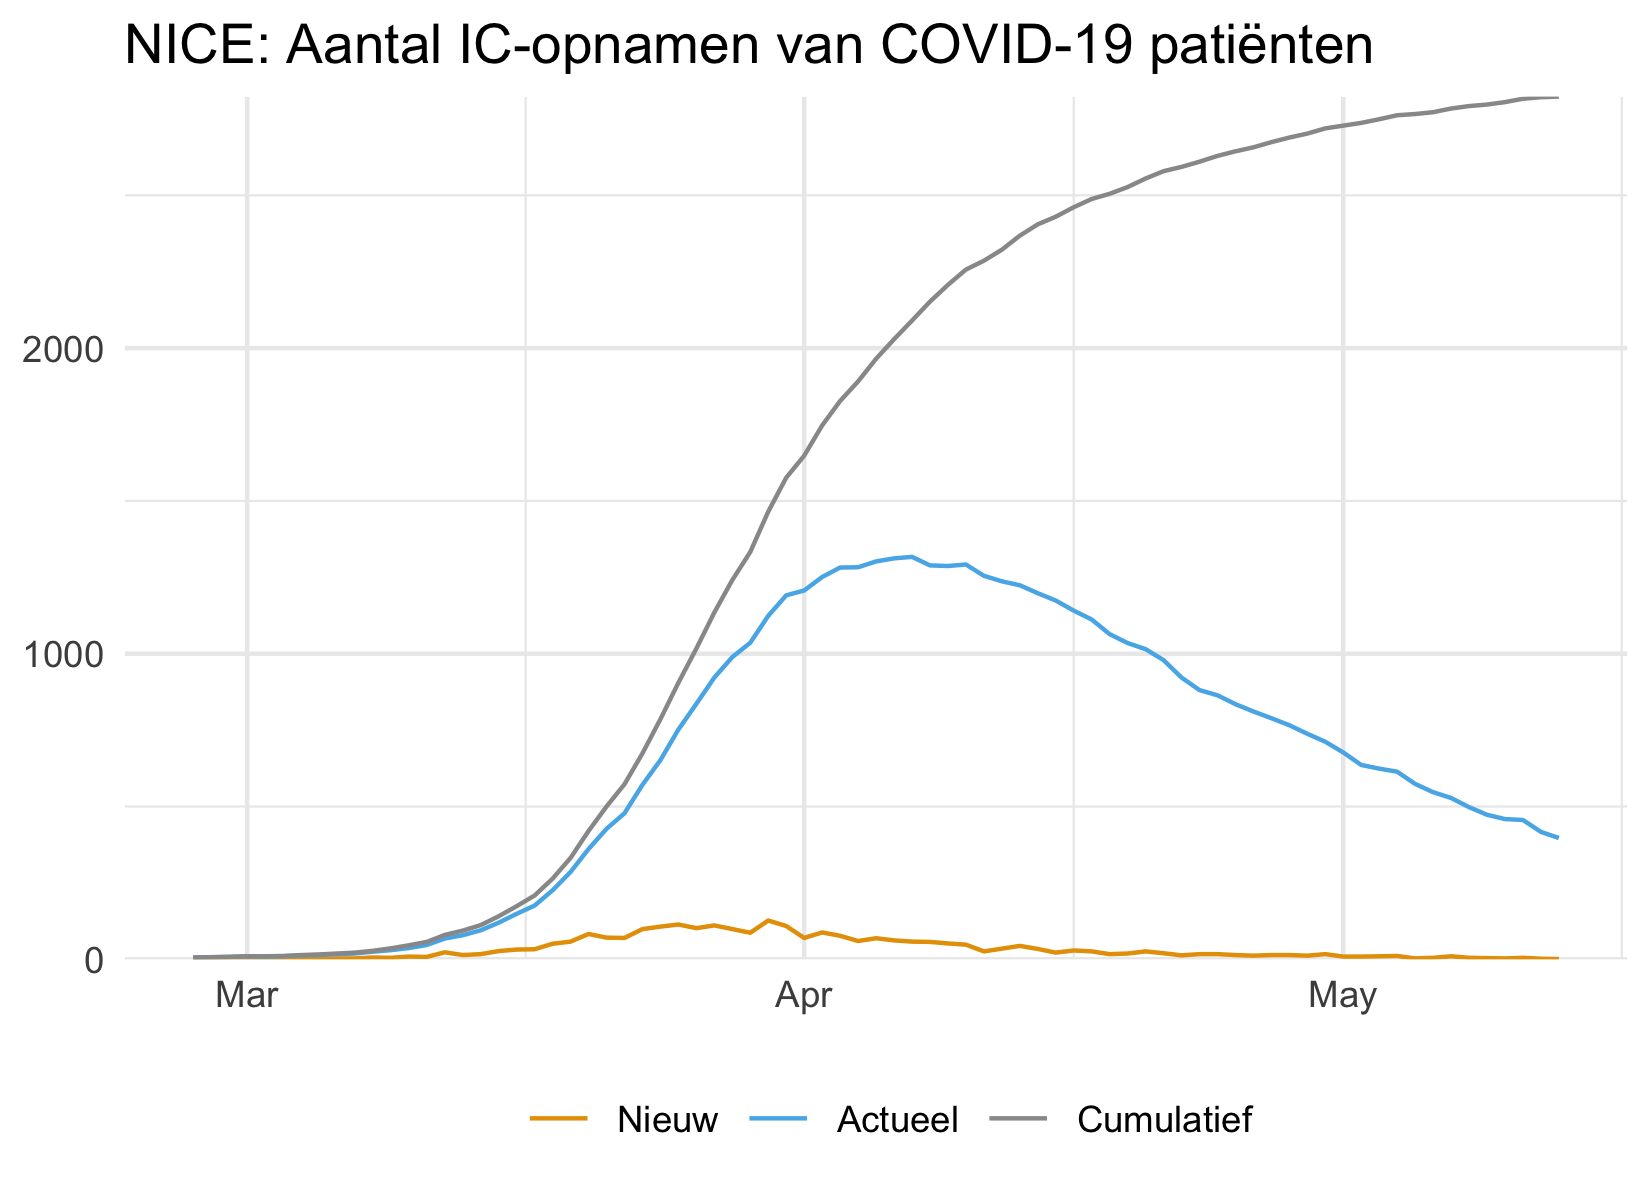 NICE: Aantal IC-opnamen van COVID-19 patiënten
2000
1000
0
Mar Apr May
Nieuw Actueel Cumulatief